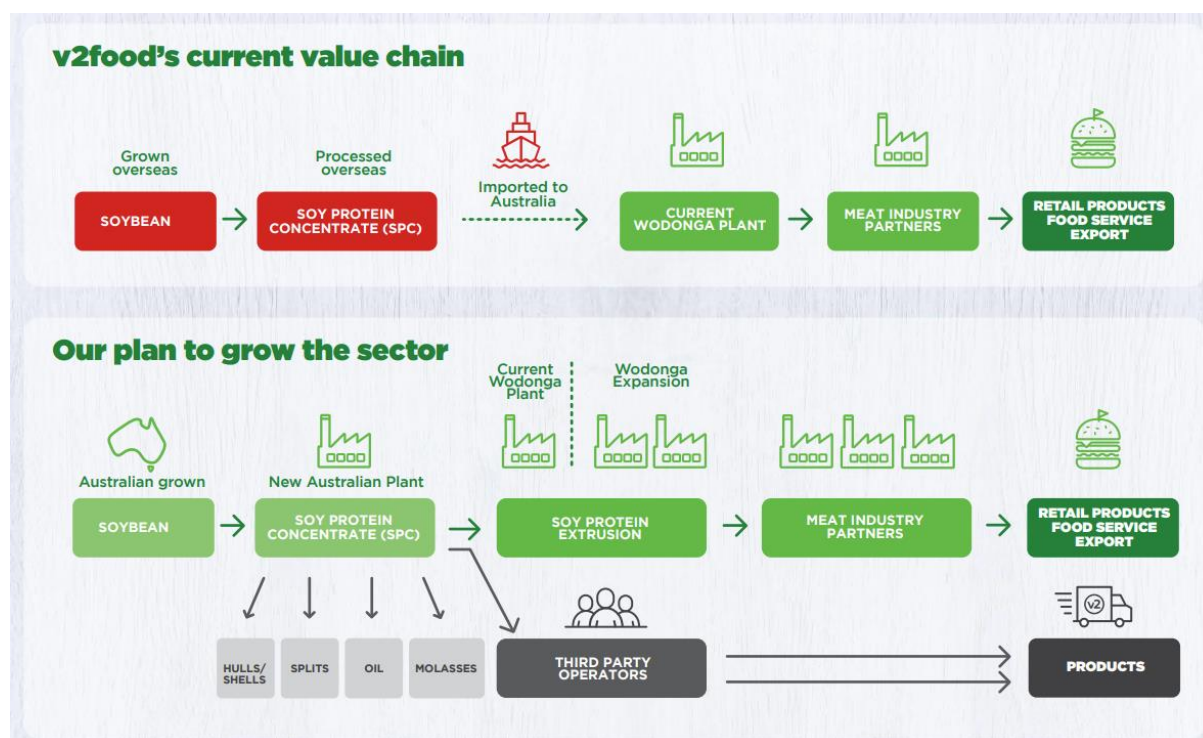 v2food's current value chain
Grown
overseas
Processed
overseas
Imported to
Australia
SOYBEAN
SOY PROTEIN
CONCENTRATE (SPC)
CURRENT
WODONGA PLANT
MEAT INDUSTRY
PARTNERS
RETAIL PRODUCTS
FOOD SERVICE
EXPORT
Our plan to grow the sector
Current
Wodonga
Plant
Wodonga
Expansion
Australian grown
New Australian Plant
SOYBEAN
SOY PROTEIN
CONCENTRATE (SPC)
SOY PROTEIN
EXTRUSION
MEAT INDUSTRY
PARTNERS
RETAIL PRODUCTS
FOOD SERVICE
EXPORT
v2
HULLS/
SHELLS
SPLITS
OIL
MOLASSES
THIRD PARTY
OPERATORS
PRODUCTS